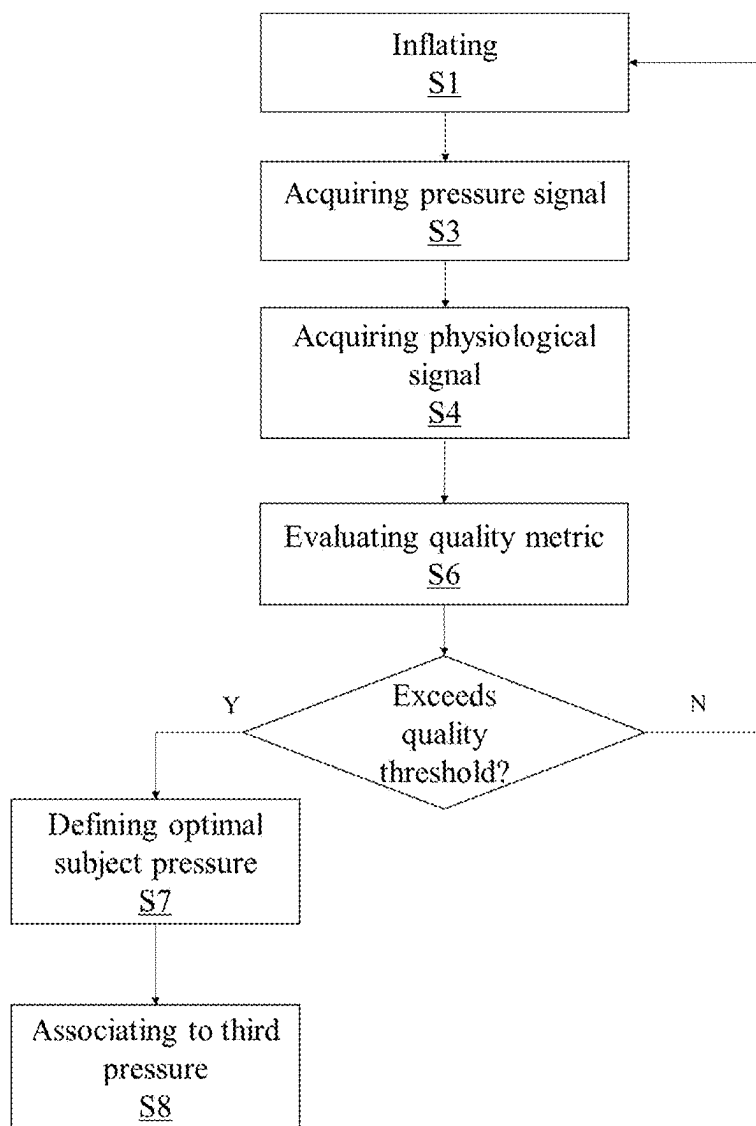 Inflating
S1
Acquiring pressure signal
S3
Acquiring physiological
signal
S4
Evaluating quality metric
S6
Exceeds
quality
threshold?
Y
N
Defining optimal
subject pressure
S7
Associating to third
pressure
S8